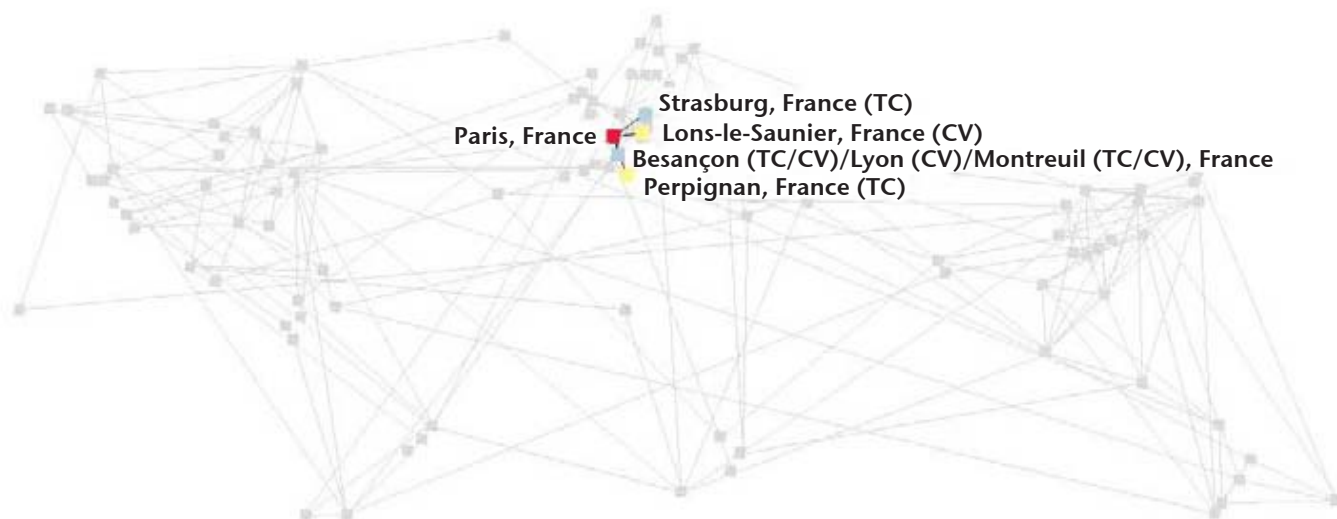 Strasburg, France (TC)
Paris, France
Lons-le-Saunier, France (CV)
Besançon (TC/CV)/Lyon (CV)/Montreuil (TC/CV), France
Perpignan, France (TC)